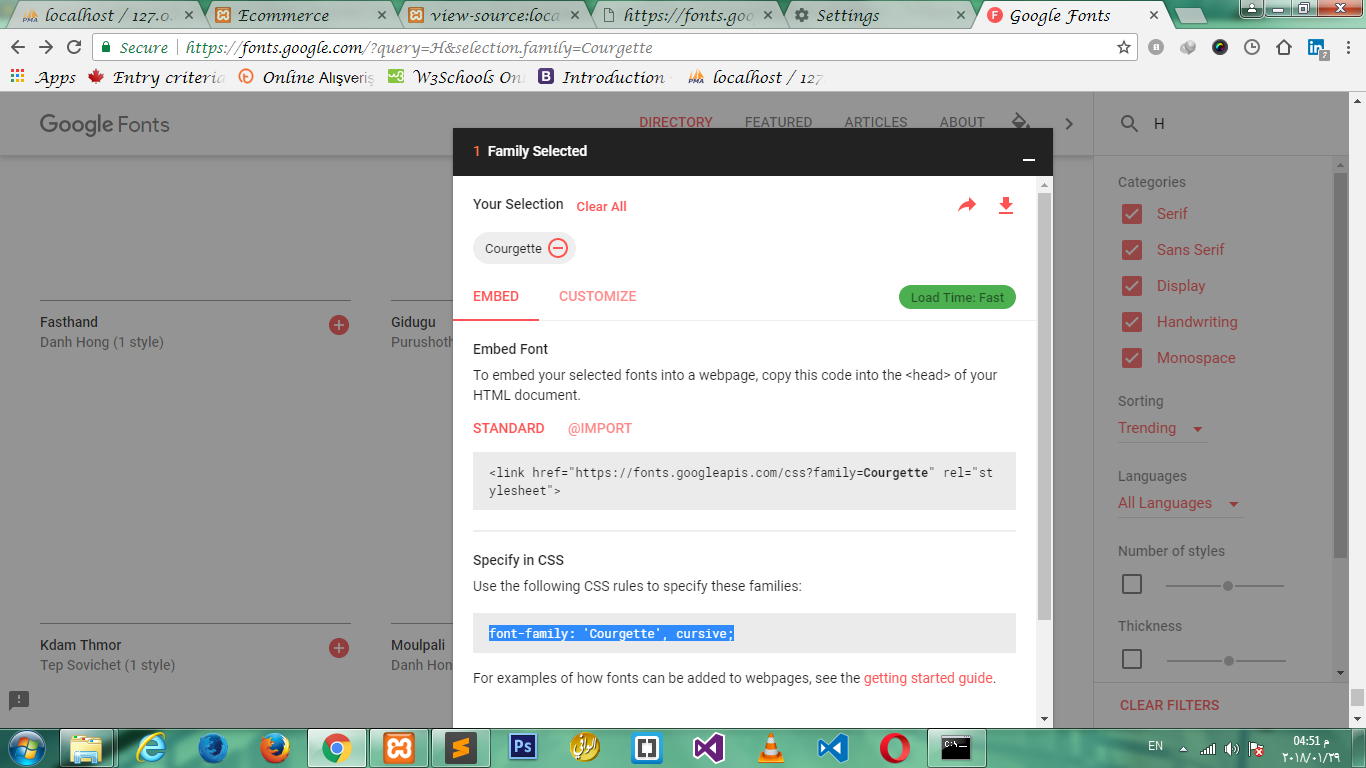 localhost / 127.0.
Ecommerce
view-source:loca
https://fonts.goo
Settings
Google Fonts
Secure
https://fonts.google.com/?query=H&selection.family=Courgette
Apps
Entry criteria
Online Alışveriş
W3Schools Onl
Introduction
localhost / 127
Google Fonts
DIRECTORY
FEATURED
ARTICLES
ABOUT
H
1 Family Selected
Your Selection
Clear All
Courgette
EMBED
CUSTOMIZE
Load Time: Fast
Embed Font
To embed your selected fonts into a webpage, copy this code into the <head> of your
HTML document.
STANDARD
@IMPORT
<link href="https://fonts.googleapis.com/css?family=Courgette" rel="st
ylesheet">
Specify in CSS
Use the following CSS rules to specify these families:
font-family: 'Courgette', cursive;
For examples of how fonts can be added to webpages, see the getting started guide.
Fasthand
Danh Hong (1 style)
Gidugu
Purushoth
Kdam Thmor
Tep Sovichet (1 style)
Moulpali
Danh Hon
Categories
Serif
Sans Serif
Display
Handwriting
Monospace
Sorting
Trending
Languages
All Languages
Number of styles
Thickness
CLEAR FILTERS
EN
04:51 م
٢٠١٨/٠١/٢٩